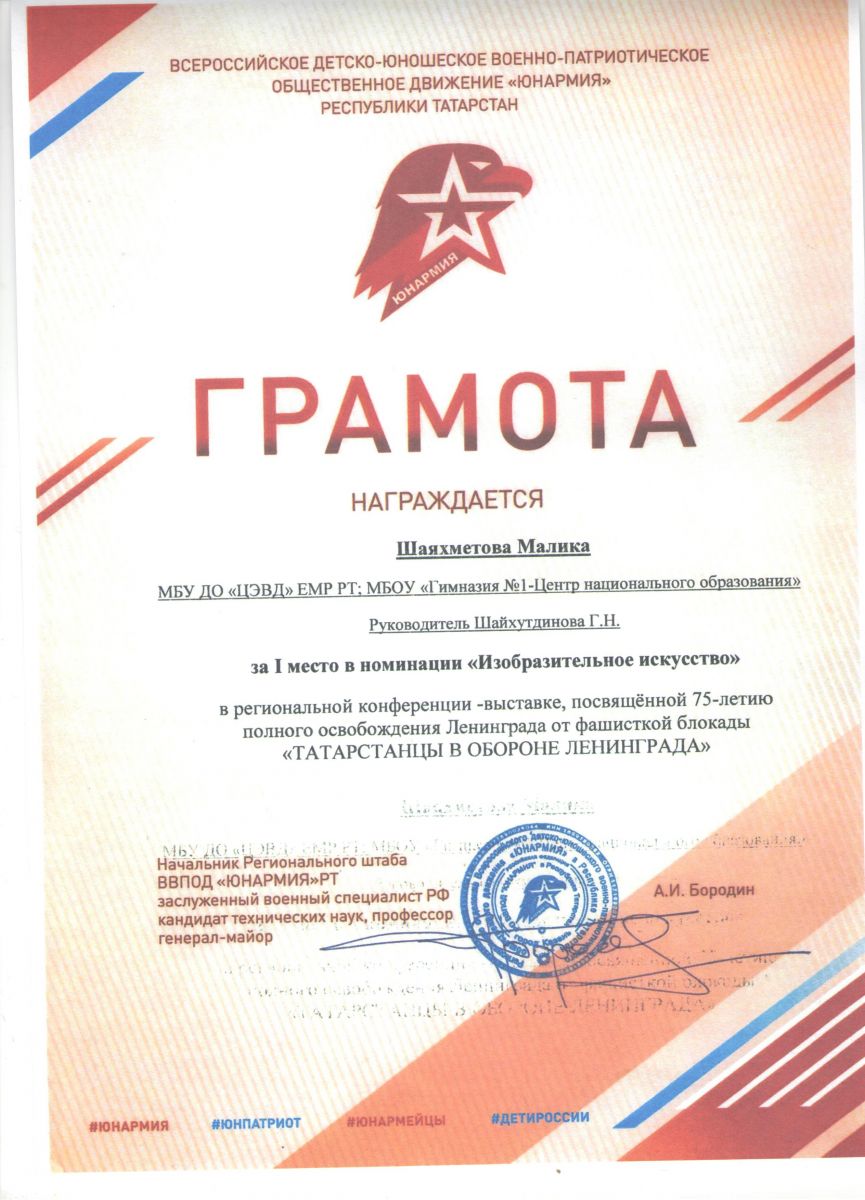 ВСЕРОССИЙСКОЕ ДЕТСКО-ЮНОШЕСКОЕ ВОЕННО-ПАТРИОТИЧЕСКОЕ
ОБЩЕСТВЕННОЕ ДВИЖЕНИЕ «ЮНАРМИЯ»
РЕСПУБЛИКИ ТАТАРСТАН
ЮНАРМИЯ
ГРАМОТА
НАГРАЖДАЕТСЯ
Шаяхметова Малика
МБУ ДО «ЦЭВД» ЕМР РТ; МБОУ «Гимназия №1-Центр национального образования»
Руководитель Шайхутдинова Г.Н.
за I место в номинации «Изобразительное искусство»
в региональной конференции -выставке, посвящённой 75-летию
полного освобождения Ленинграда от фашисткой блокады
«ТАТАРСТАНЦЫ В ОБОРОНЕ ЛЕНИНГРАДА»
Начальник Регионального штаба
ВВПОД «ЮНАРМИЯ»РТ
заслуженный военный специалист РФ
кандидат технических наук, профессор
генерал-майор
А.И. Бородин
«ТАТАРСТАНЦЫ В ОБОРОНЕ ЛЕНИНГРАДА»
#ЮНАРМИЯ #ЮНПАТРИОТ #ЮНАРМЕЙЦЫ #ДЕТИРОССИИ